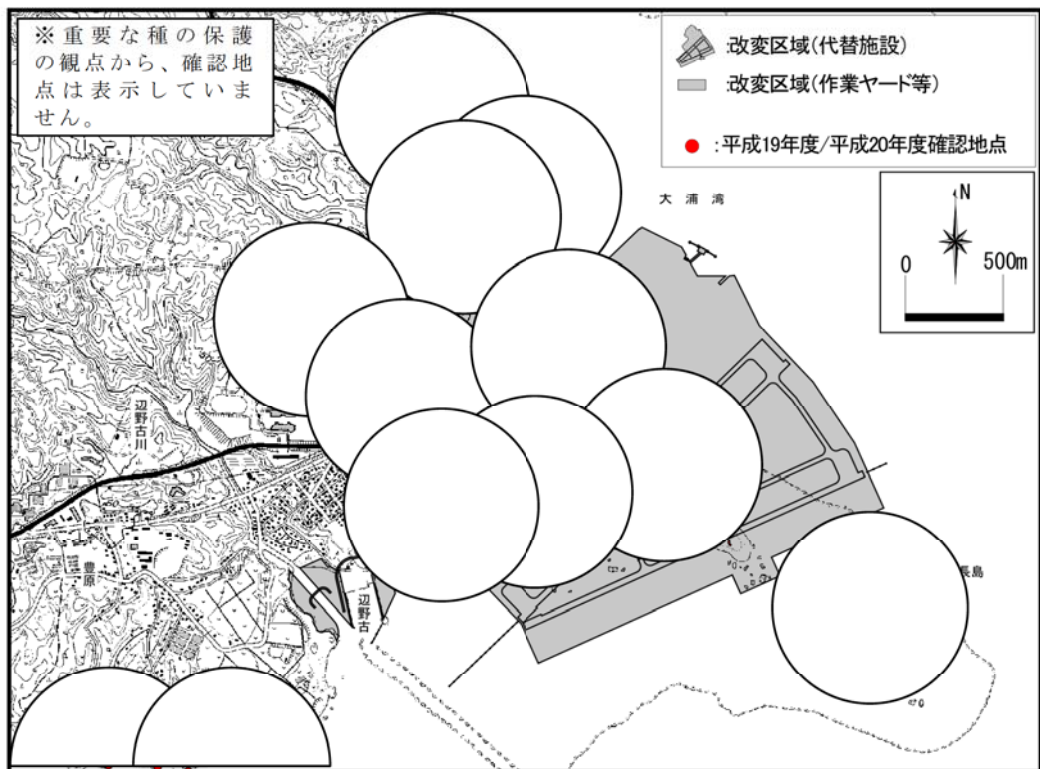 ※重要な種の保護
の観点から、確認地
点は表示していま
せん。
:改変区域(代替施設)
:改変区域(作業ヤード等)
:平成19年度/平成20年度確認地点
大浦湾
N
0 500m
辺野古川
豊原
辺野古
長島